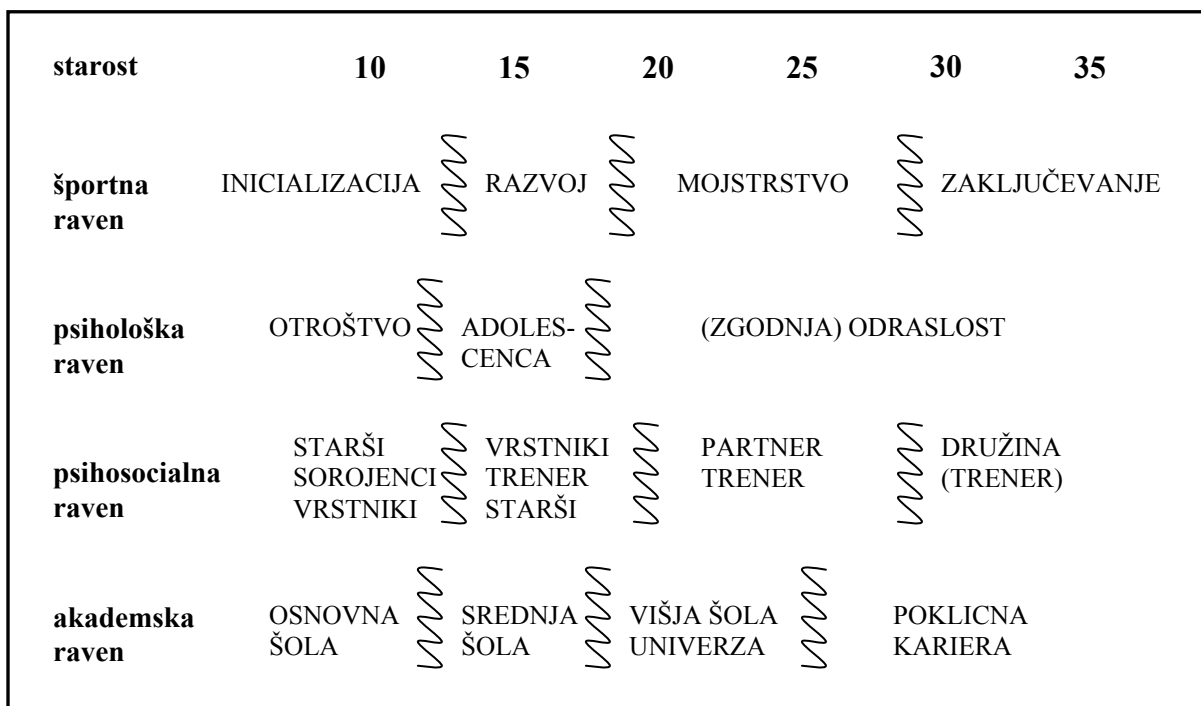 starost 10 15 20 25 30 35
športna raven INICIALIZACIJA RAZVOJ MOJSTRSTVO ZAKLJUČEVANJE
psihološka raven OTROŠTVO ADOLES-
CENCA (ZGODNJA) ODRASLOST
psihosocialna raven
STARŠI
SOROJENCI
VRSTNIKI
VRSTNIKI
TRENER
STARŠI
PARTNER
TRENER
DRUŽINA
(TRENER)
akademska raven
OSNOVNA
ŠOLA
SREDNJA
ŠOLA
VIŠJA ŠOLA
UNIVERZA
POKLICNA
KARIERA